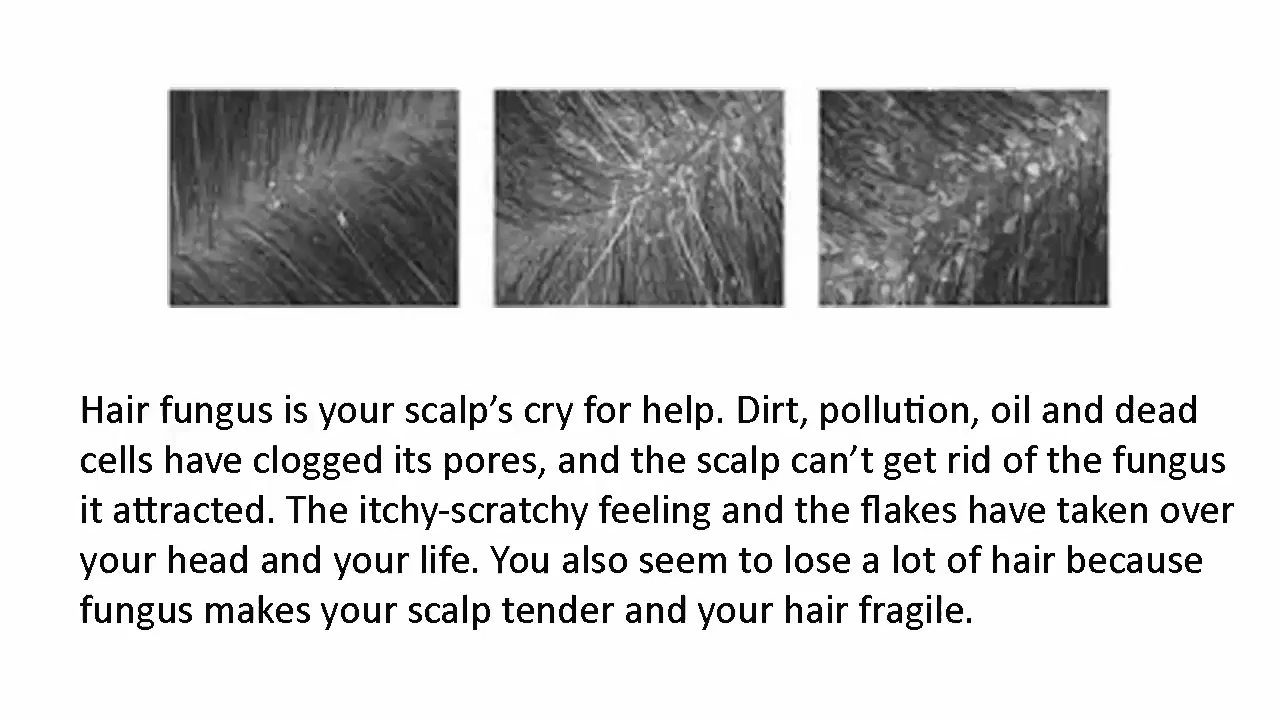 Hair fungus is your scalp’s cry for help. Dirt, pollution, oil and dead
cells have clogged its pores, and the scalp can’t get rid of the fungus
it attracted. The itchy-scratchy feeling and the flakes have taken over
your head and your life. You also seem to lose a lot of hair because
fungus makes your scalp tender and your hair fragile.